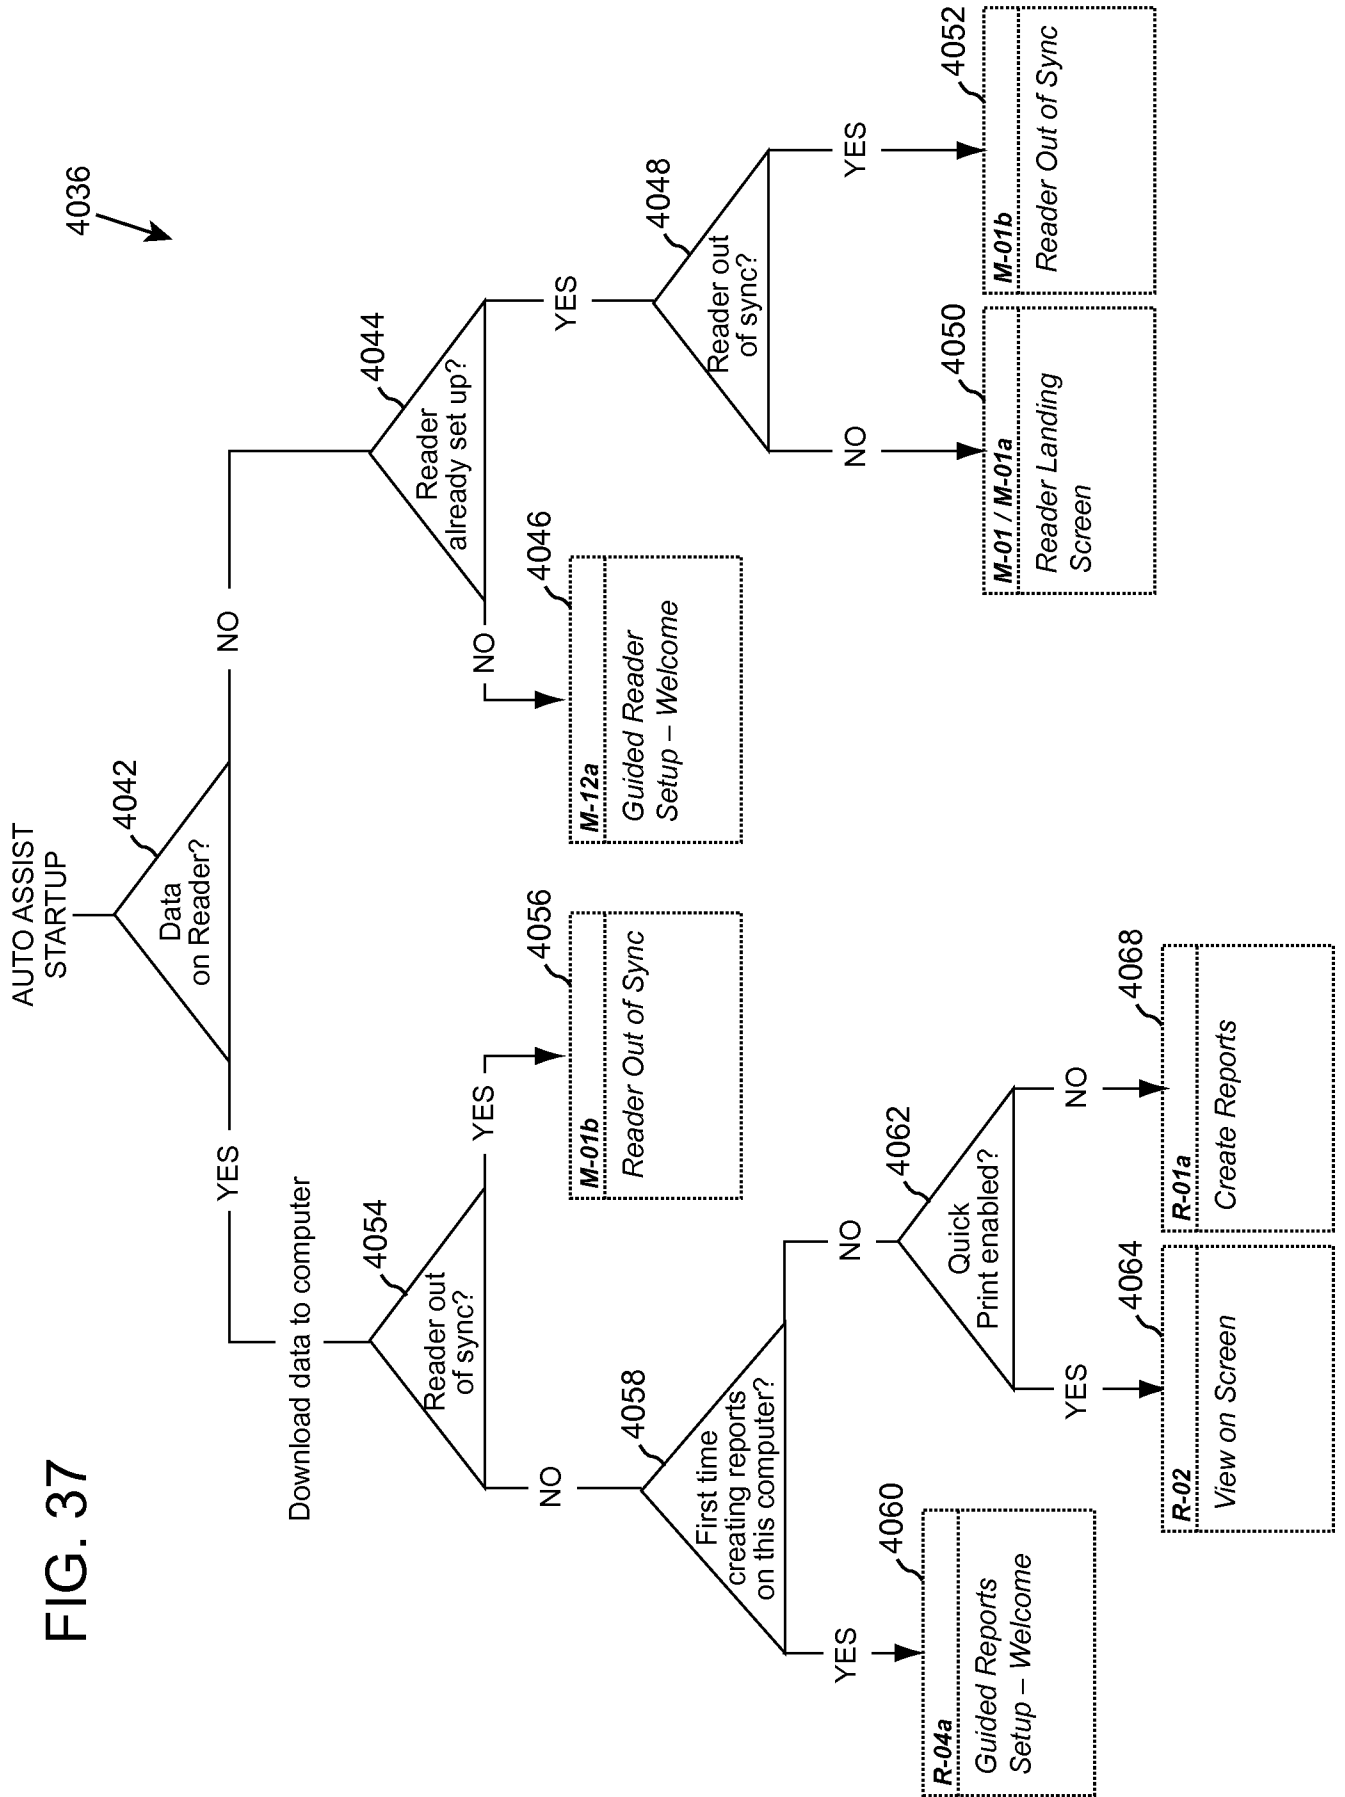 FIG. 37
4036
AUTO ASSIST
STARTUP
4042
Data
on Reader?
YES
NO
Download data to computer
4054
Reader out
of sync?
4044
Reader
already set up?
NO
YES
4056
M-01b
Reader Out of Sync
NO
YES
4046
M-12a
Guided Reader
Setup – Welcome
4048
Reader out
of sync?
4058
First time
creating reports
on this computer?
YES
NO
NO
YES
4060
R-04a
Guided Reports
Setup – Welcome
4062
Quick
Print enabled?
4050
M-01 / M-01a
Reader Landing
Screen
4052
M-01b
Reader Out of Sync
YES
NO
4064
R-02
View on Screen
4068
R-01a
Create Reports